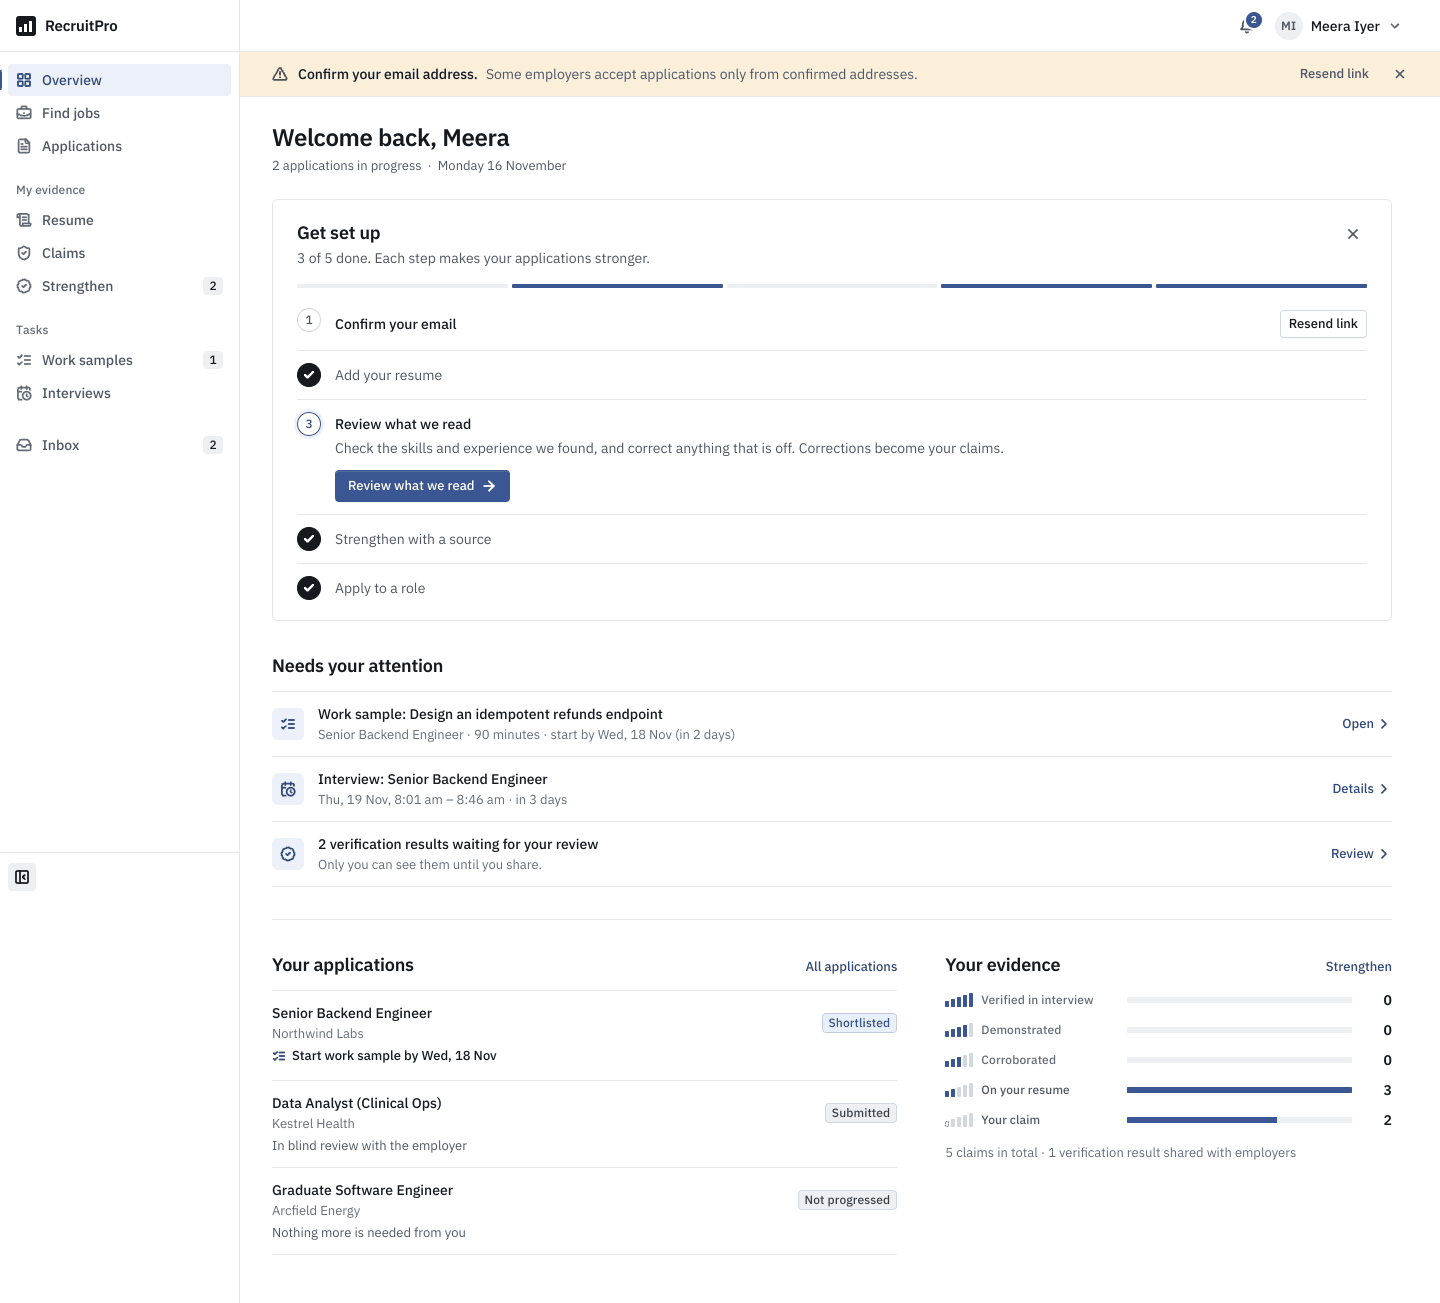 RecruitPro
2
MI
Meera Iyer
Overview
Find jobs
Applications
My evidence
Resume
Claims
Strengthen 2
Tasks
Work samples 1
Interviews
Inbox 2
Confirm your email address. Some employers accept applications only from confirmed addresses.
Resend link
Welcome back, Meera
2 applications in progress · Monday 16 November
Get set up
3 of 5 done. Each step makes your applications stronger.
1 Confirm your email
Resend link
Add your resume
3 Review what we read
Check the skills and experience we found, and correct anything that is off. Corrections become your claims.
Review what we read
Strengthen with a source
Apply to a role
Needs your attention
Work sample: Design an idempotent refunds endpoint
Senior Backend Engineer · 90 minutes · start by Wed, 18 Nov (in 2 days)
Open
Interview: Senior Backend Engineer
Thu, 19 Nov, 8:01 am – 8:46 am · in 3 days
Details
2 verification results waiting for your review
Only you can see them until you share.
Review
Your applications
All applications
Senior Backend Engineer
Northwind Labs
Start work sample by Wed, 18 Nov
Shortlisted
Data Analyst (Clinical Ops)
Kestrel Health
In blind review with the employer
Submitted
Graduate Software Engineer
Arcfield Energy
Nothing more is needed from you
Not progressed
Your evidence
Strengthen
Verified in interview 0
Demonstrated 0
Corroborated 0
On your resume 3
Your claim 2
5 claims in total · 1 verification result shared with employers